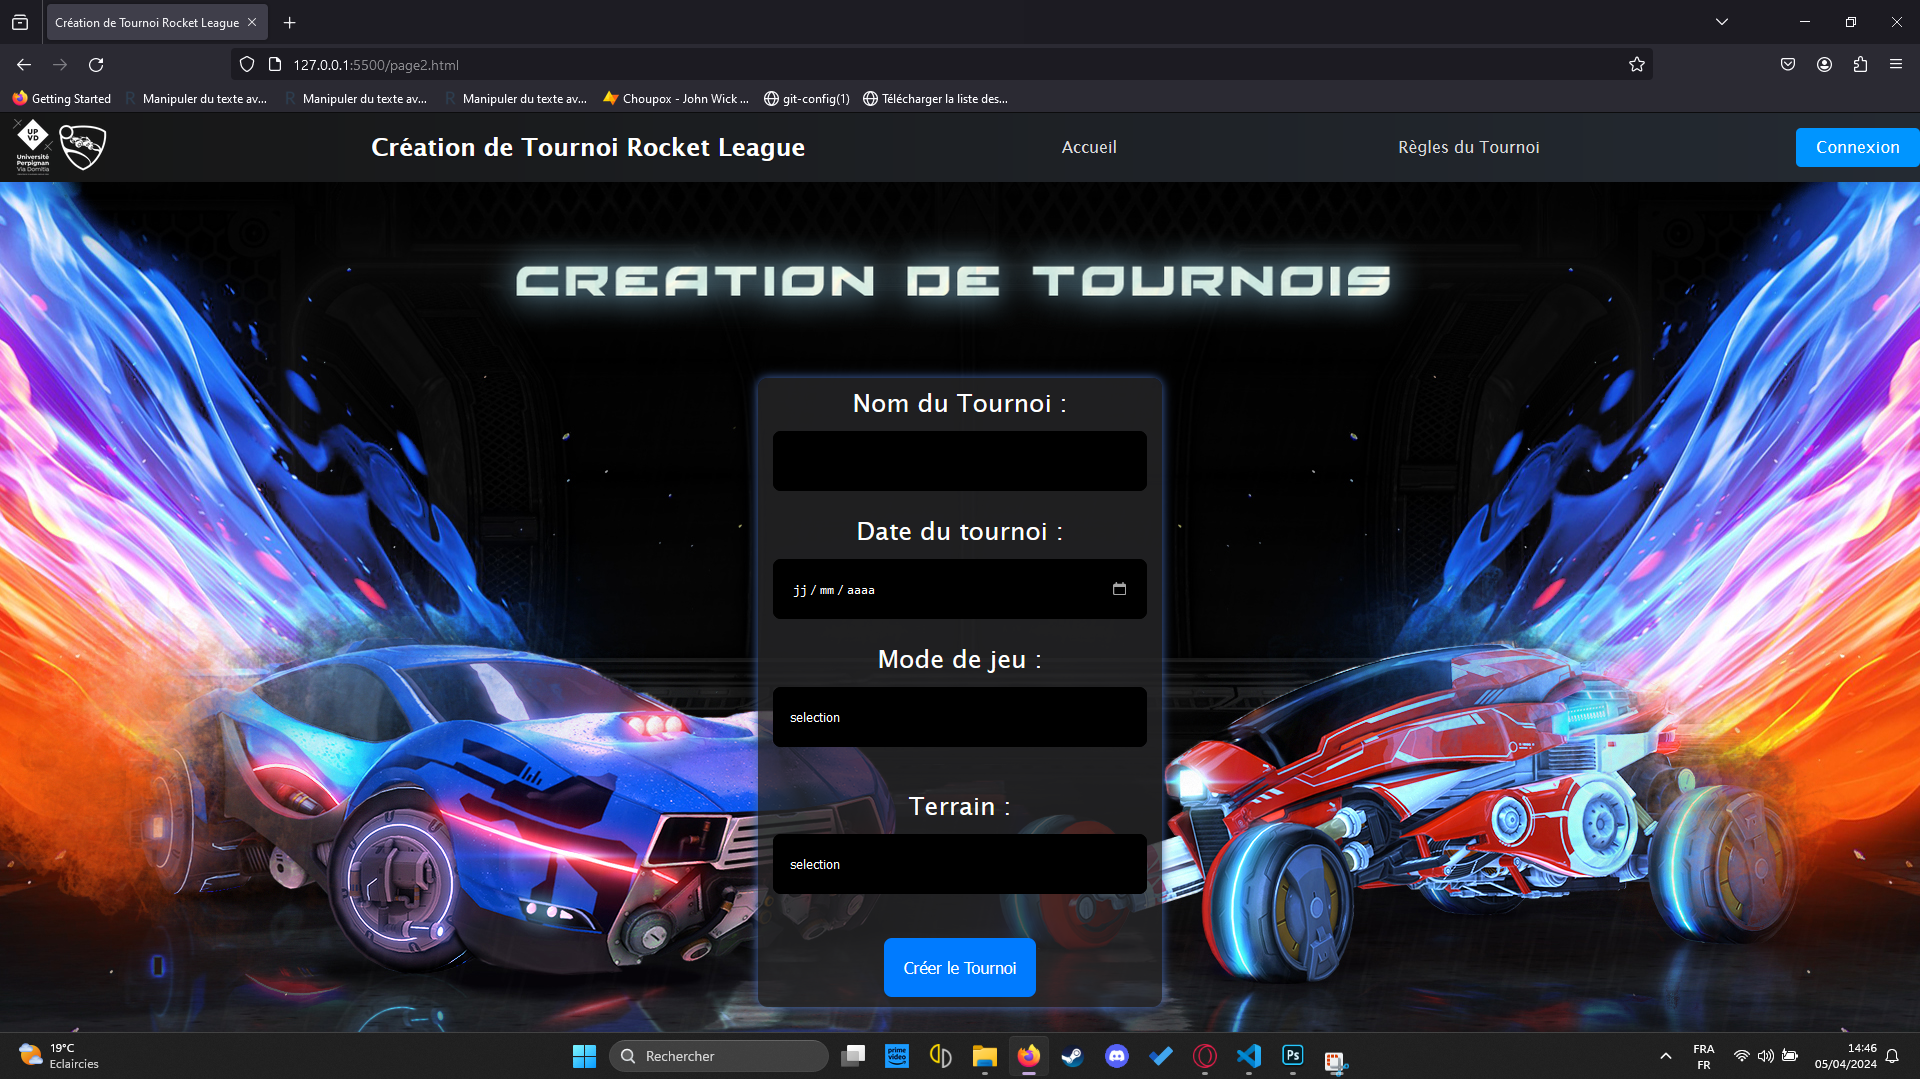 Création de Tournoi Rocket League
127.0.0.1:5500/page2.html
Getting Started
Manipuler du texte av...
Manipuler du texte av...
Manipuler du texte av...
Choupox - John Wick ...
git-config(1)
Télécharger la liste des...
UP
VD
Université
Perpignan
Via Domitia
Création de Tournoi Rocket League
Accueil
Règles du Tournoi
Connexion
CREATION DE TOURNOIS
Nom du Tournoi :
Date du tournoi :
jj / mm / aaaa
Mode de jeu :
selection
Terrain :
selection
Créer le Tournoi
19°C
Eclaircies
Rechercher
prime
video
Ps
FRA
FR
14:46
05/04/2024